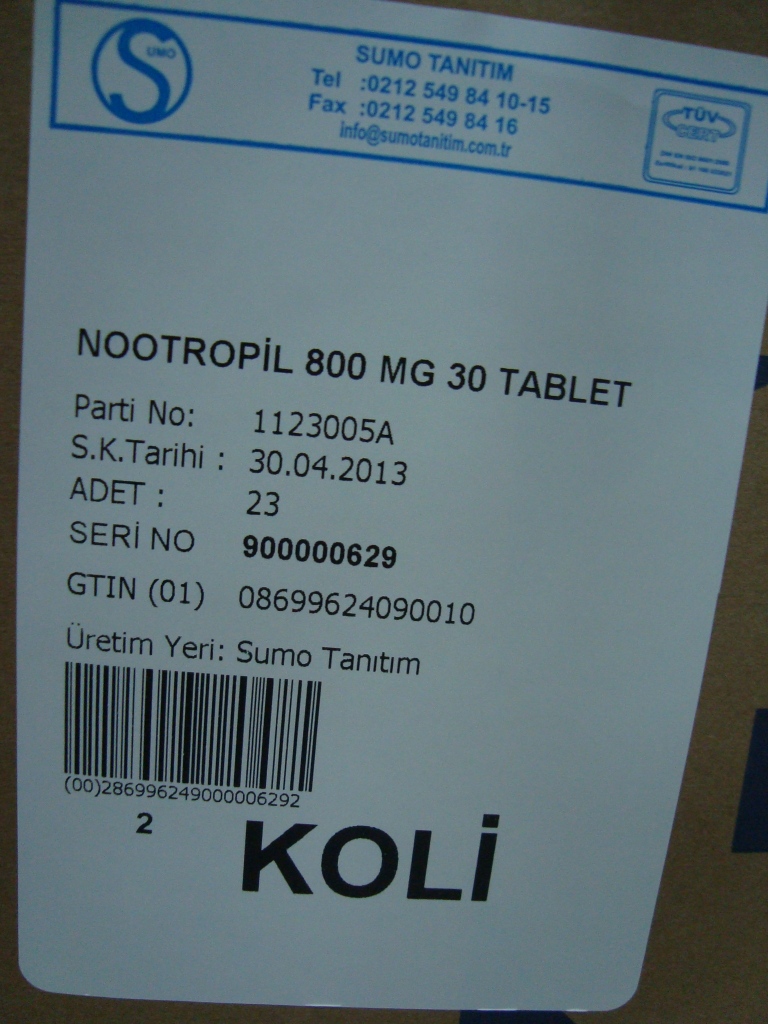 SUMO
SUMO TANITIM
Tel :0212 549 84 10-15
Fax :0212 549 84 16
info@sumotanitim.com.tr
TÜV
CERT
NOOTROPİL 800 MG 30 TABLET
Parti No: 1123005A
S.K.Tarihi : 30.04.2013
ADET : 23
SERİ NO 900000629
GTIN (01) 08699624090010
Üretim Yeri: Sumo Tanıtım
(00)286996249000006292
2
KOLİ